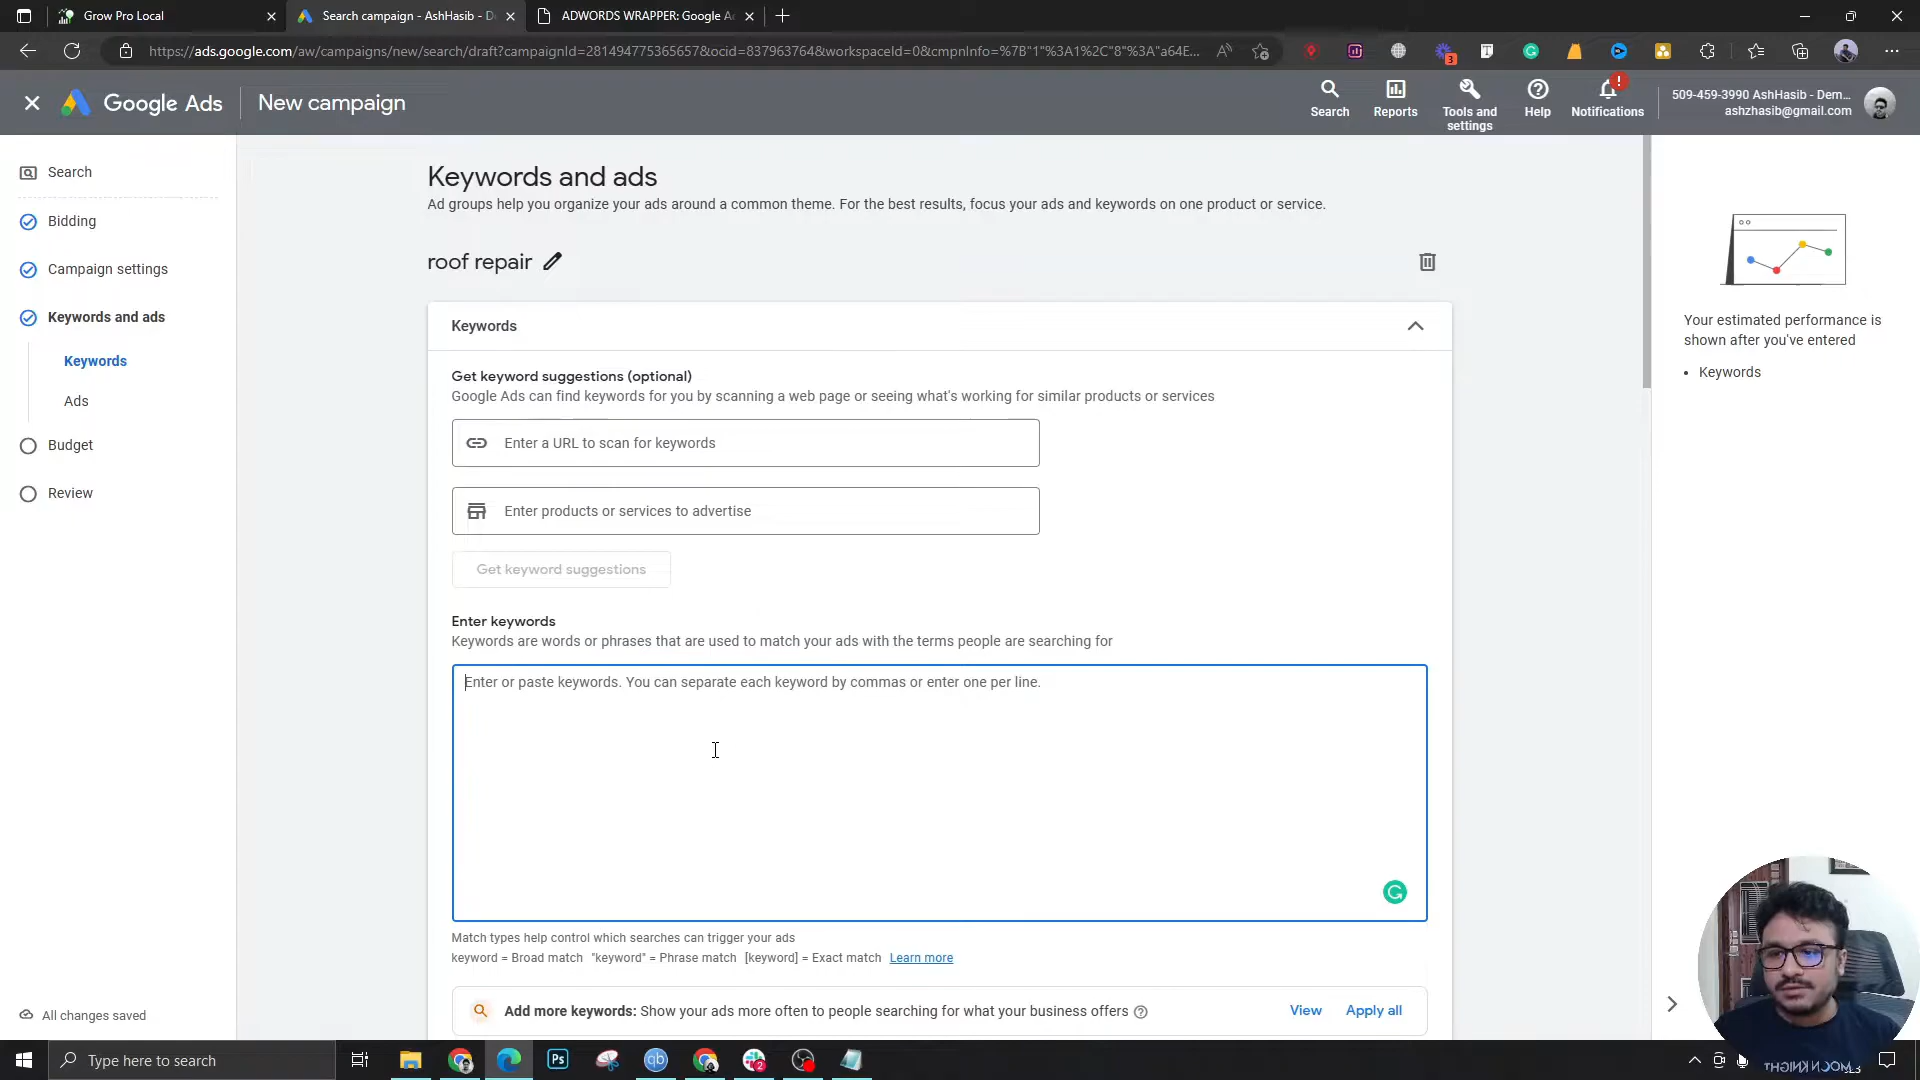 Grow Pro Local
Search campaign - AshHasib - D
ADWORDS WRAPPER: Google A
https://ads.google.com/aw/campaigns/new/search/draft?campaignId=281494775365657&ocid=837963764&workspaceId=0&cmpnInfo=%7B"1"%3A1%2C"8"%3A"a64E...
3
Google Ads
New campaign
Search
Reports
Tools and settings
Help
Notifications
!
509-459-3990 AshHasib - Dem...
ashzhasib@gmail.com
Search
Bidding
Campaign settings
Keywords and ads
Keywords
Ads
Budget
Review
All changes saved
Keywords and ads
Ad groups help you organize your ads around a common theme. For the best results, focus your ads and keywords on one product or service.
roof repair
Keywords
Get keyword suggestions (optional)
Google Ads can find keywords for you by scanning a web page or seeing what's working for similar products or services
Enter a URL to scan for keywords
Enter products or services to advertise
Get keyword suggestions
Enter keywords
Keywords are words or phrases that are used to match your ads with the terms people are searching for
Enter or paste keywords. You can separate each keyword by commas or enter one per line.
Match types help control which searches can trigger your ads
keyword = Broad match "keyword" = Phrase match [keyword] = Exact match Learn more
Add more keywords: Show your ads more often to people searching for what your business offers
View
Apply all
Your estimated performance is
shown after you've entered
• Keywords
Type here to search
Ps
qb
2
MOON KNIGHT